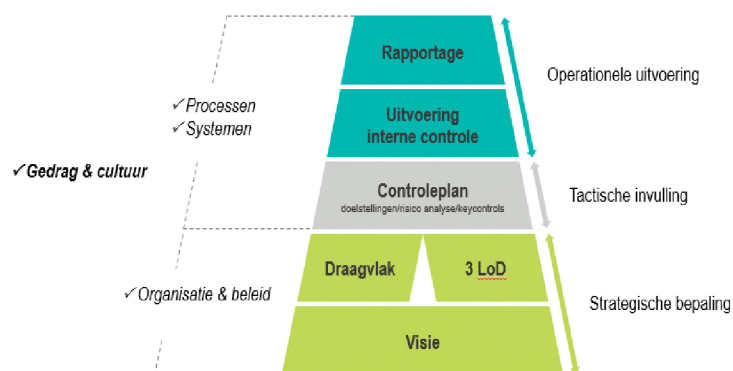 Rapportage
Operationele uitvoering
✓Processen
✓Systemen
Uitvoering
interne controle
✓Gedrag & cultuur
Controleplan
doelstellingen/risico analyse/keycontrols
Tactische invulling
Draagvlak
3 LoD
✓Organisatie & beleid
Strategische bepaling
Visie